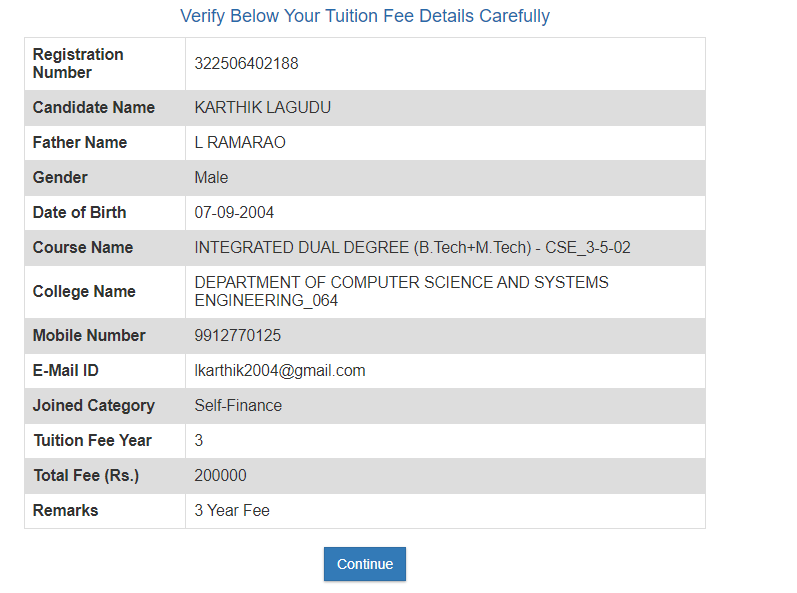 Verify Below Your Tuition Fee Details Carefully
Registration Number 322506402188
Candidate Name KARTHIK LAGUDU
Father Name L RAMARAO
Gender Male
Date of Birth 07-09-2004
Course Name INTEGRATED DUAL DEGREE (B.Tech+M.Tech) - CSE_3-5-02
College Name DEPARTMENT OF COMPUTER SCIENCE AND SYSTEMS
ENGINEERING_064
Mobile Number 9912770125
E-Mail ID lkarthik2004@gmail.com
Joined Category Self-Finance
Tuition Fee Year 3
Total Fee (Rs.) 200000
Remarks 3 Year Fee
Continue